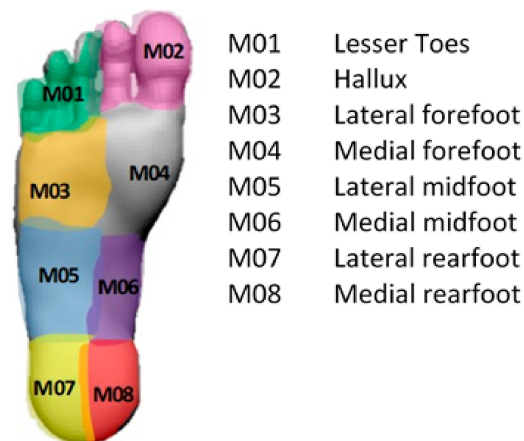 M02
M01
M03
M04
M05
M06
M07
M08
M01 Lesser Toes
M02 Hallux
M03 Lateral forefoot
M04 Medial forefoot
M05 Lateral midfoot
M06 Medial midfoot
M07 Lateral rearfoot
M08 Medial rearfoot